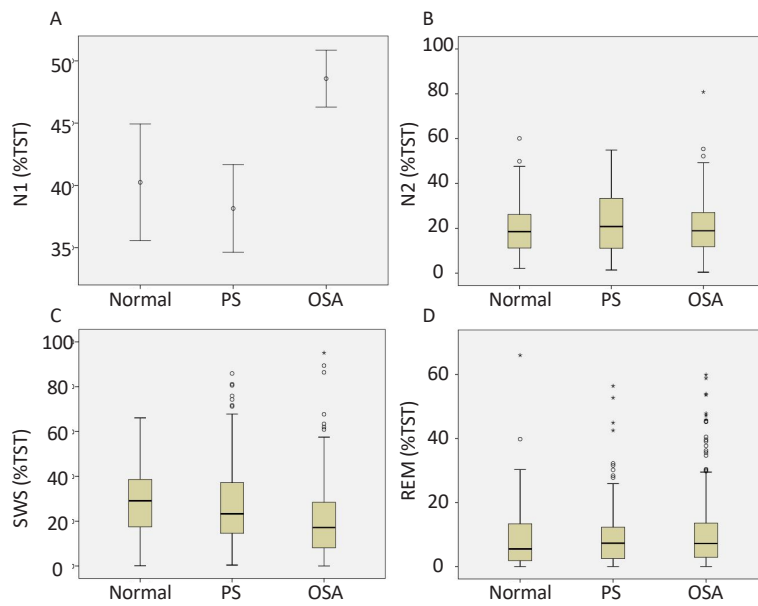 A
N1 (%TST)
50
45
40
35
Normal PS OSA
B
N2 (%TST)
100
80
60
40
20
0
Normal PS OSA
C
SWS (%TST)
100
80
60
40
20
0
Normal PS OSA
D
REM (%TST)
60
40
20
0
Normal PS OSA